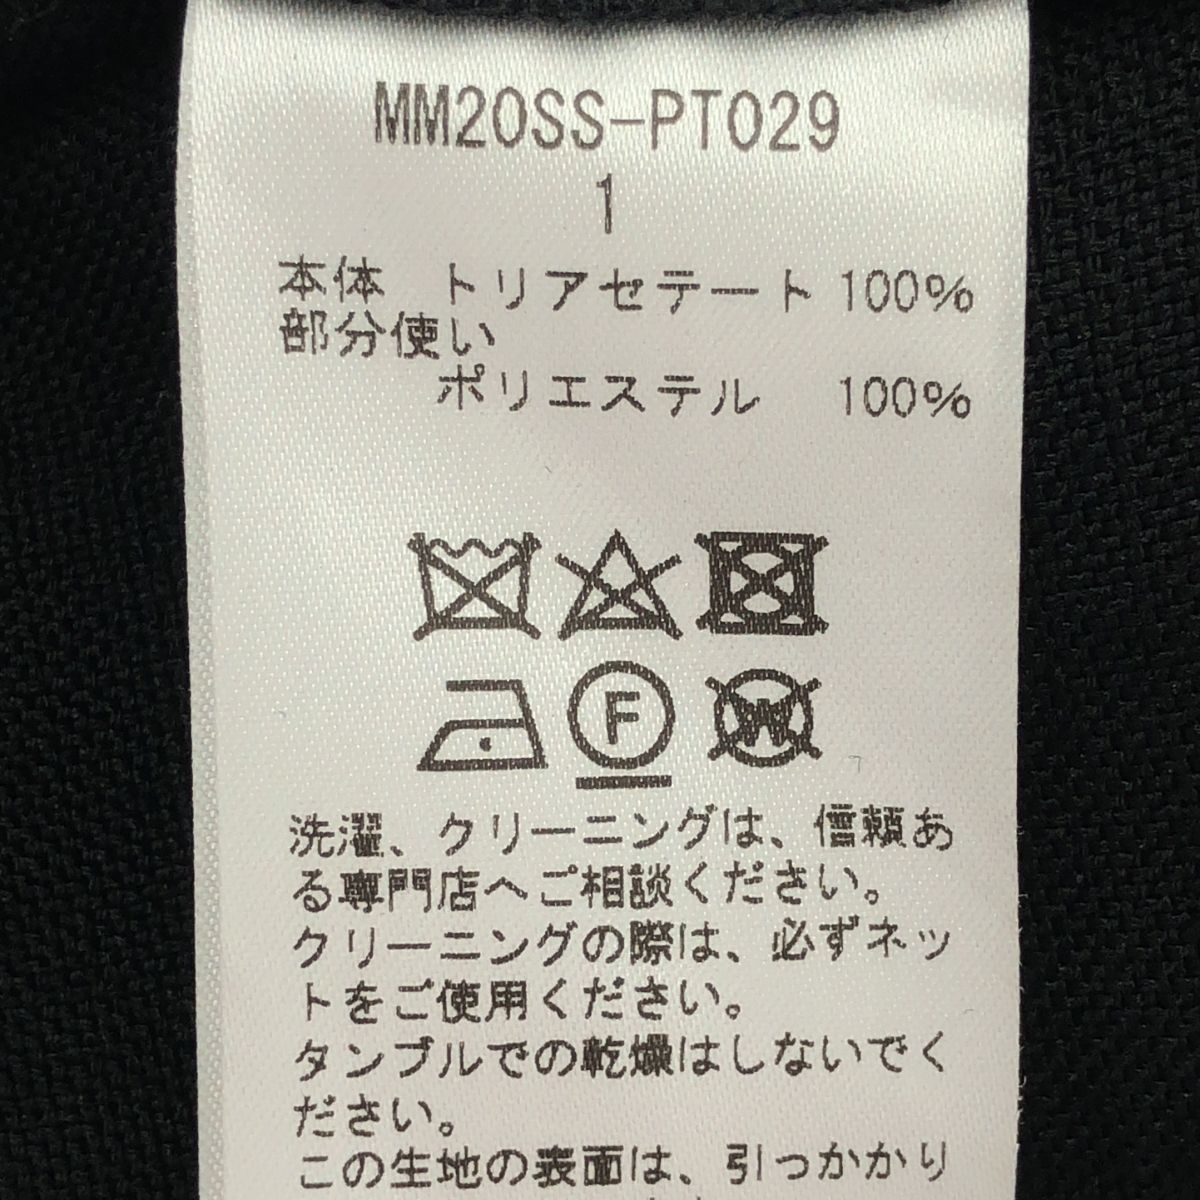 MM20SS-PT029
1
本体 トリアセテート 100%
部分使い
ポリエステル 100%
F
W
洗濯、クリーニングは、信頼あ
る専門店へご相談ください。
クリーニングの際は、必ずネッ
トをご使用ください。
タンブルでの乾燥はしないでく
ださい。
この生地の表面は、引っかかり